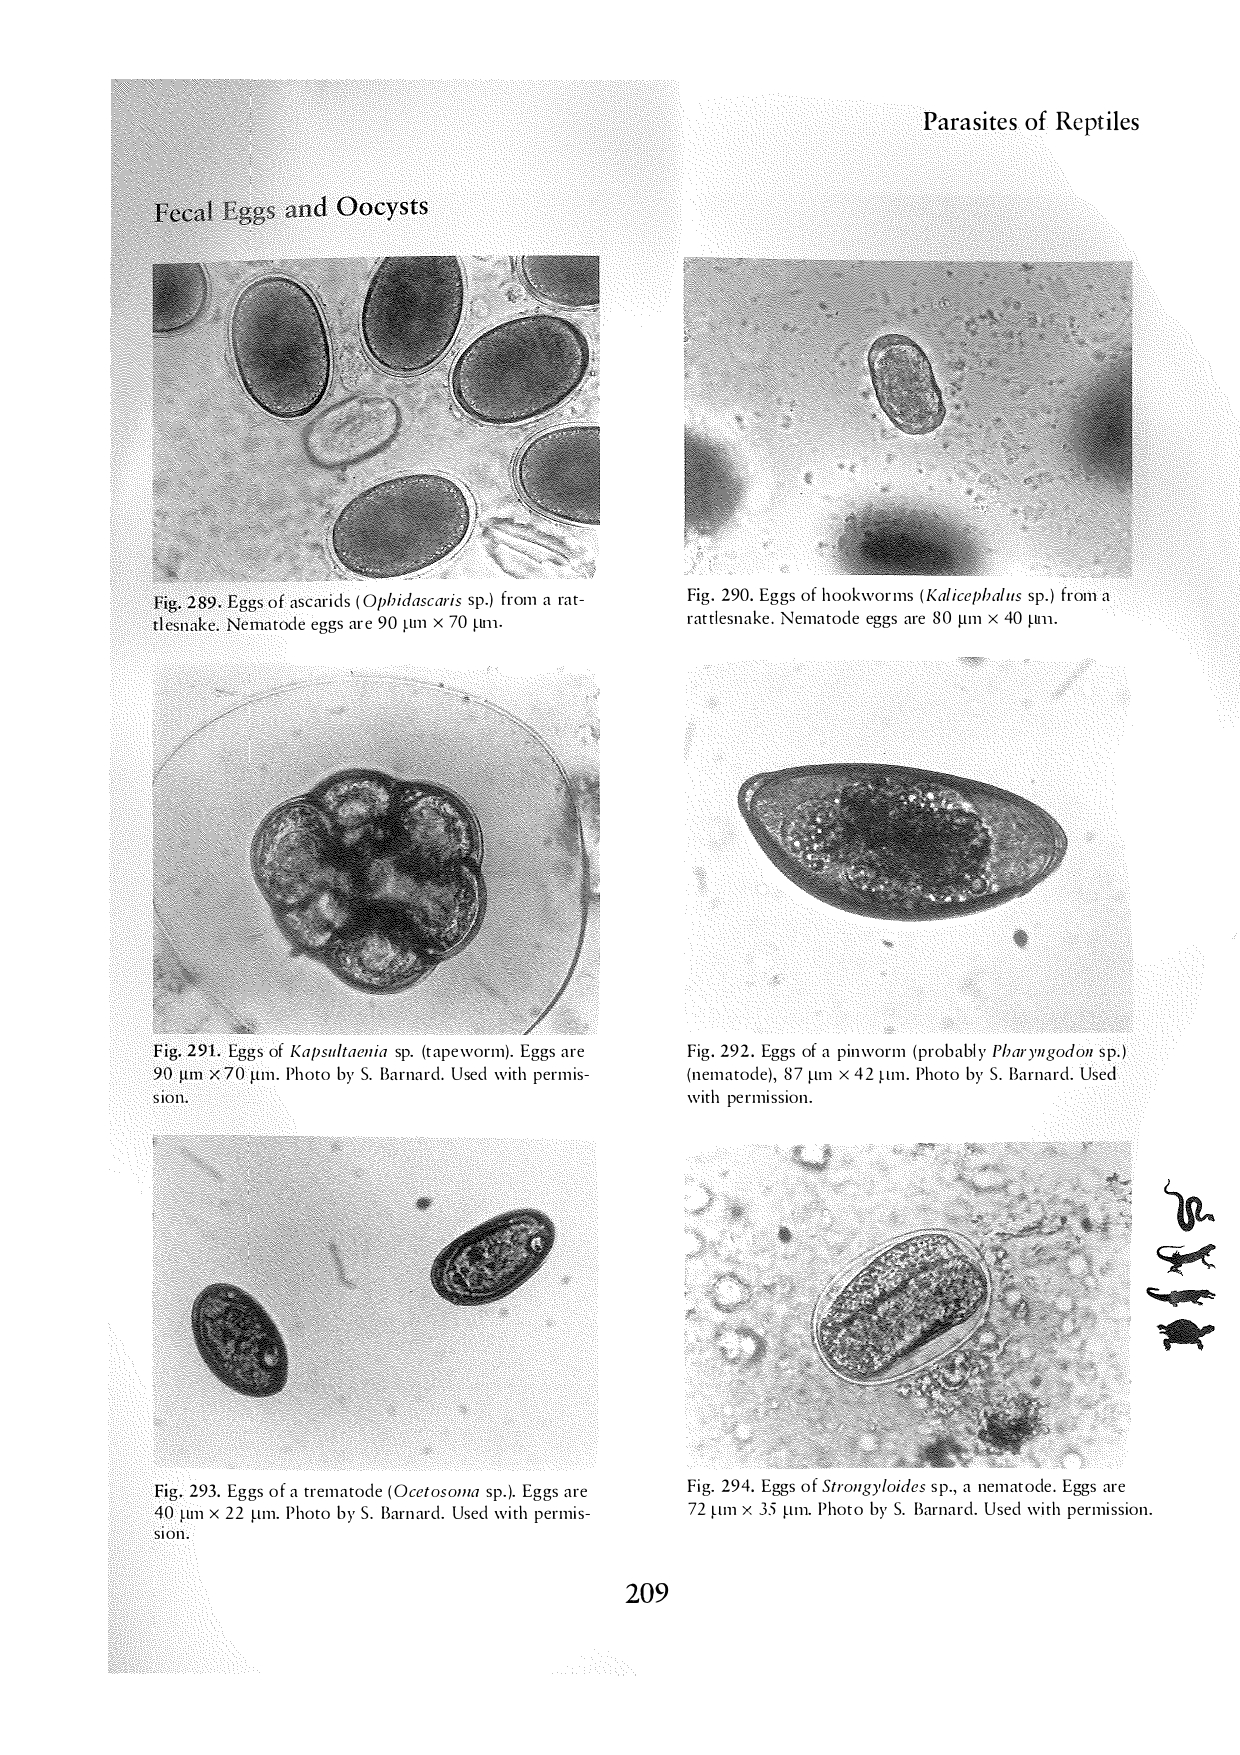 Parasites of Reptiles
Fecal Eggs and Oocysts
Fig. 289. Eggs of ascarids (Ophidascaris sp.) from a rat-
tlesnake. Nematode eggs are 90 µm × 70 µm.
Fig. 290. Eggs of hookworms (Kalicephalus sp.) from a
rattlesnake. Nematode eggs are 80 µm × 40 µm.
Fig. 291. Eggs of Kapsultaenia sp. (tapeworm). Eggs are
90 µm × 70 µm. Photo by S. Barnard. Used with permis-
sion.
Fig. 292. Eggs of a pinworm (probably Pharyngodon sp.)
(nematode), 87 µm × 42 µm. Photo by S. Barnard. Used
with permission.
Fig. 293. Eggs of a trematode (Ocetosoma sp.). Eggs are
40 µm × 22 µm. Photo by S. Barnard. Used with permis-
sion.
Fig. 294. Eggs of Strongyloides sp., a nematode. Eggs are
72 µm × 35 µm. Photo by S. Barnard. Used with permission.
209